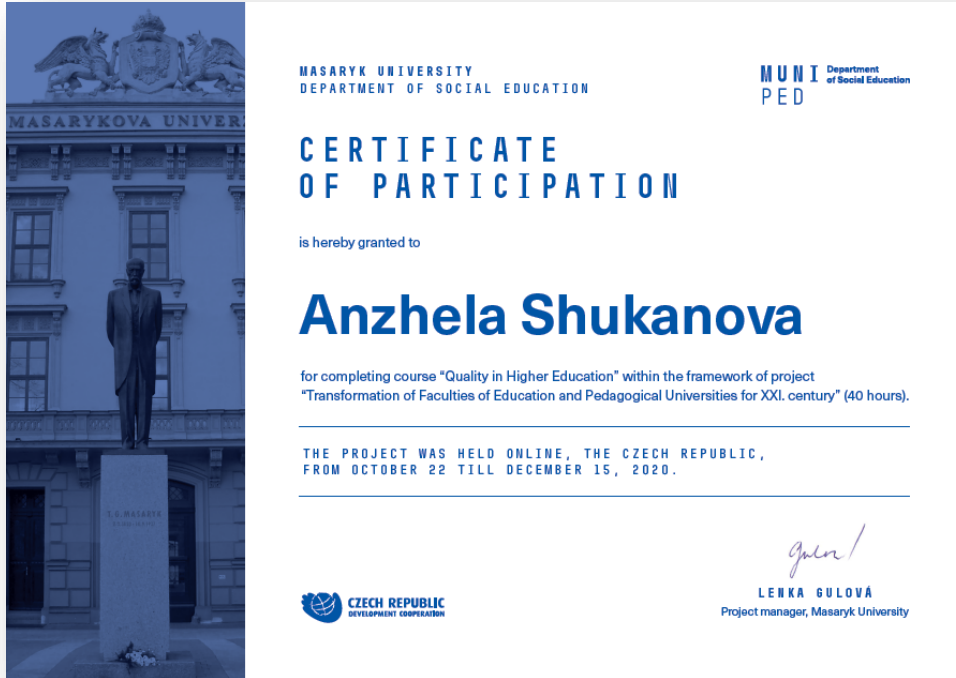 MASARYKOVA UNIVER
MASARYK UNIVERSITY
DEPARTMENT OF SOCIAL EDUCATION
MUNI
PED
Department
of Social Education
CERTIFICATE
OF PARTICIPATION
is hereby granted to
Anzhela Shukanova
for completing course “Quality in Higher Education” within the framework of project
“Transformation of Faculties of Education and Pedagogical Universities for XXI. century” (40 hours).
THE PROJECT WAS HELD ONLINE, THE CZECH REPUBLIC,
FROM OCTOBER 22 TILL DECEMBER 15, 2020.
T. G. MASARYK
CZECH REPUBLIC
DEVELOPMENT COOPERATION
LENKA GULOVÁ
Project manager, Masaryk University